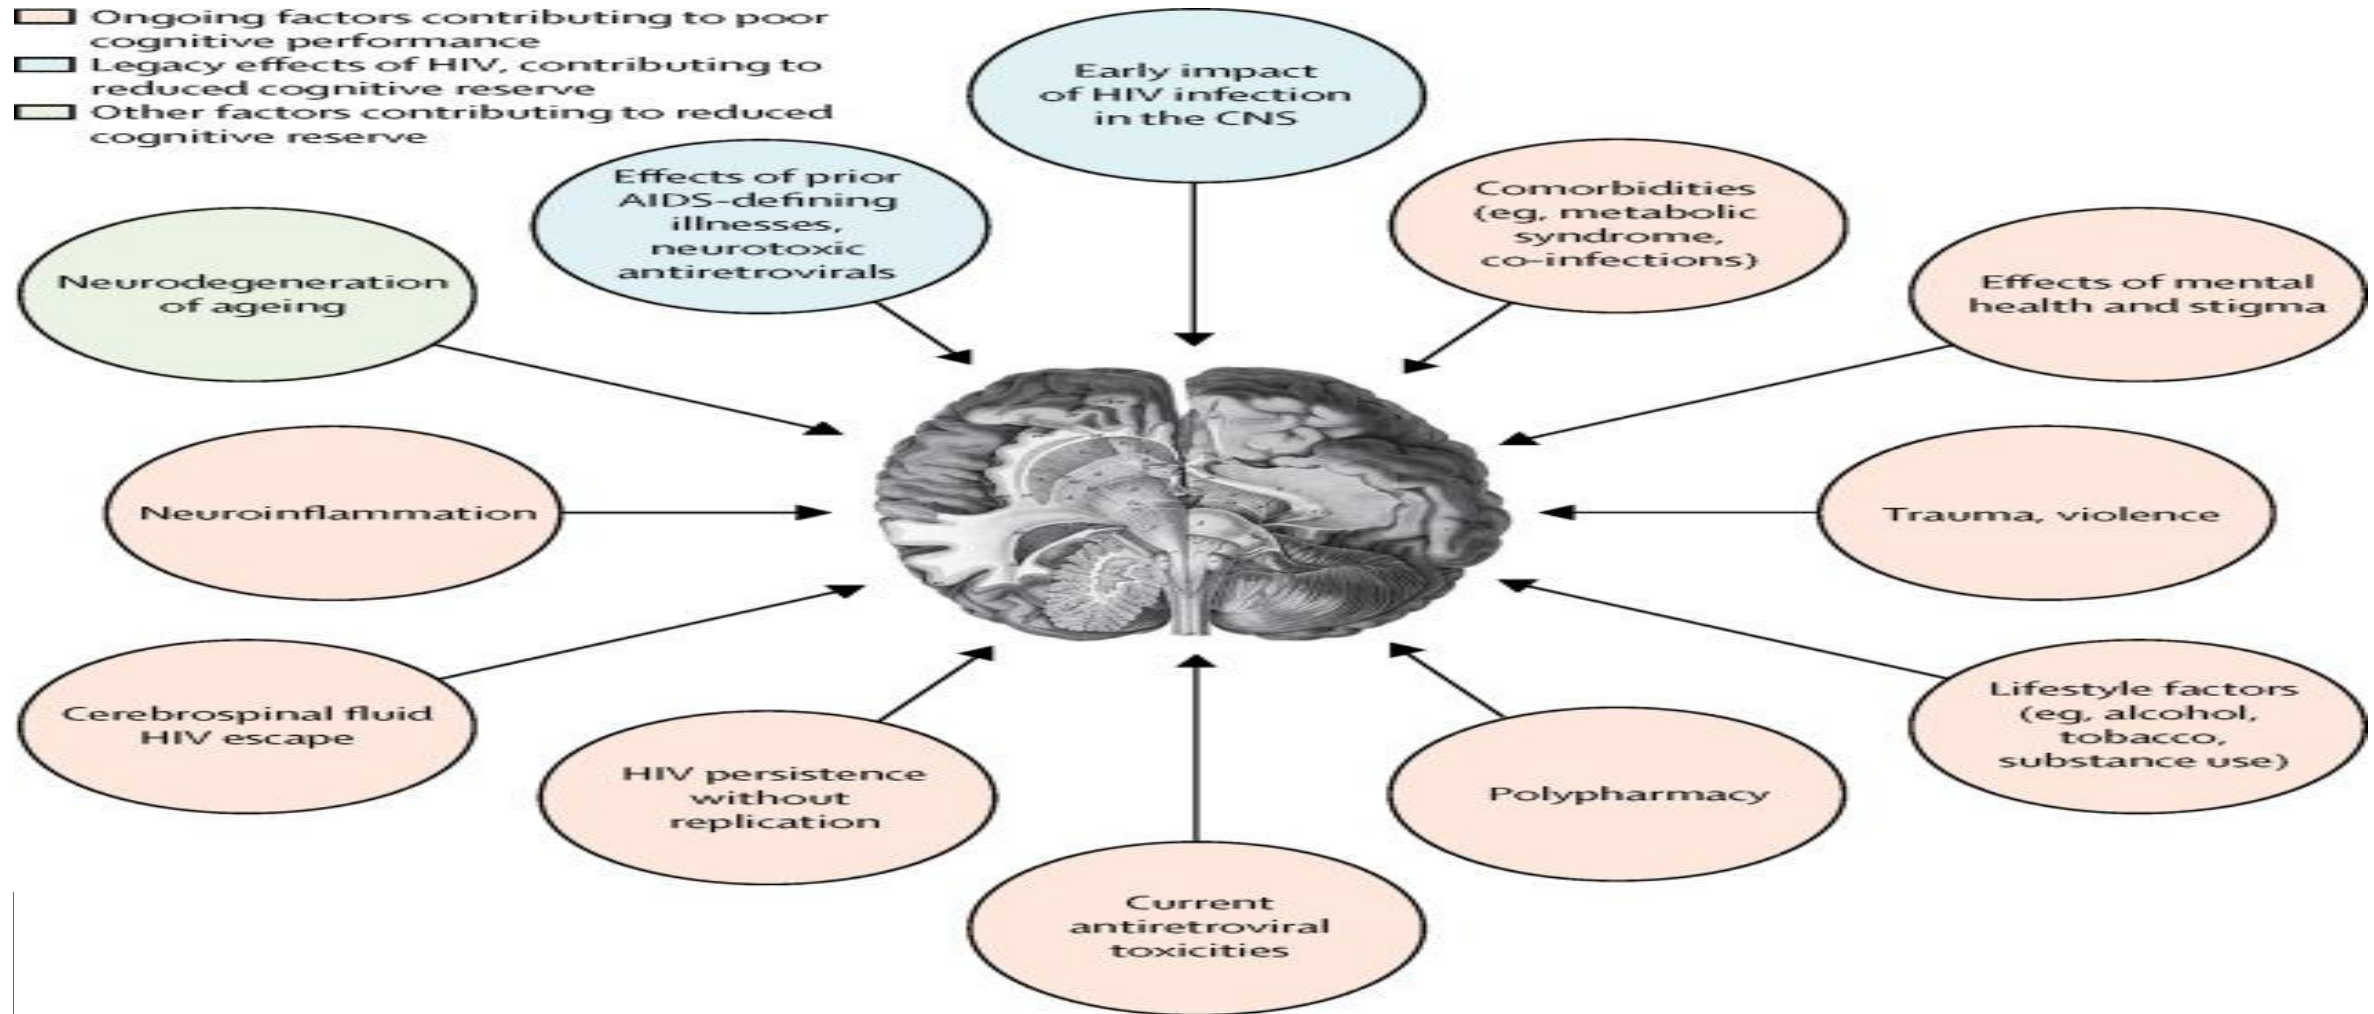 Ongoing factors contributing to poor
cognitive performance
Legacy effects of HIV, contributing to
reduced cognitive reserve
Other factors contributing to reduced
cognitive reserve
Early impact
of HIV infection
in the CNS
Effects of prior
AIDS-defining
illnesses,
neurotoxic
antiretrovirals
Comorbidities
(eg, metabolic
syndrome,
co-infections)
Neurodegeneration
of ageing
Effects of mental
health and stigma
Neuroinflammation
Trauma, violence
Cerebrospinal fluid
HIV escape
Lifestyle factors
(eg, alcohol,
tobacco,
substance use)
HIV persistence
without
replication
Polypharmacy
Current
antiretroviral
toxicities